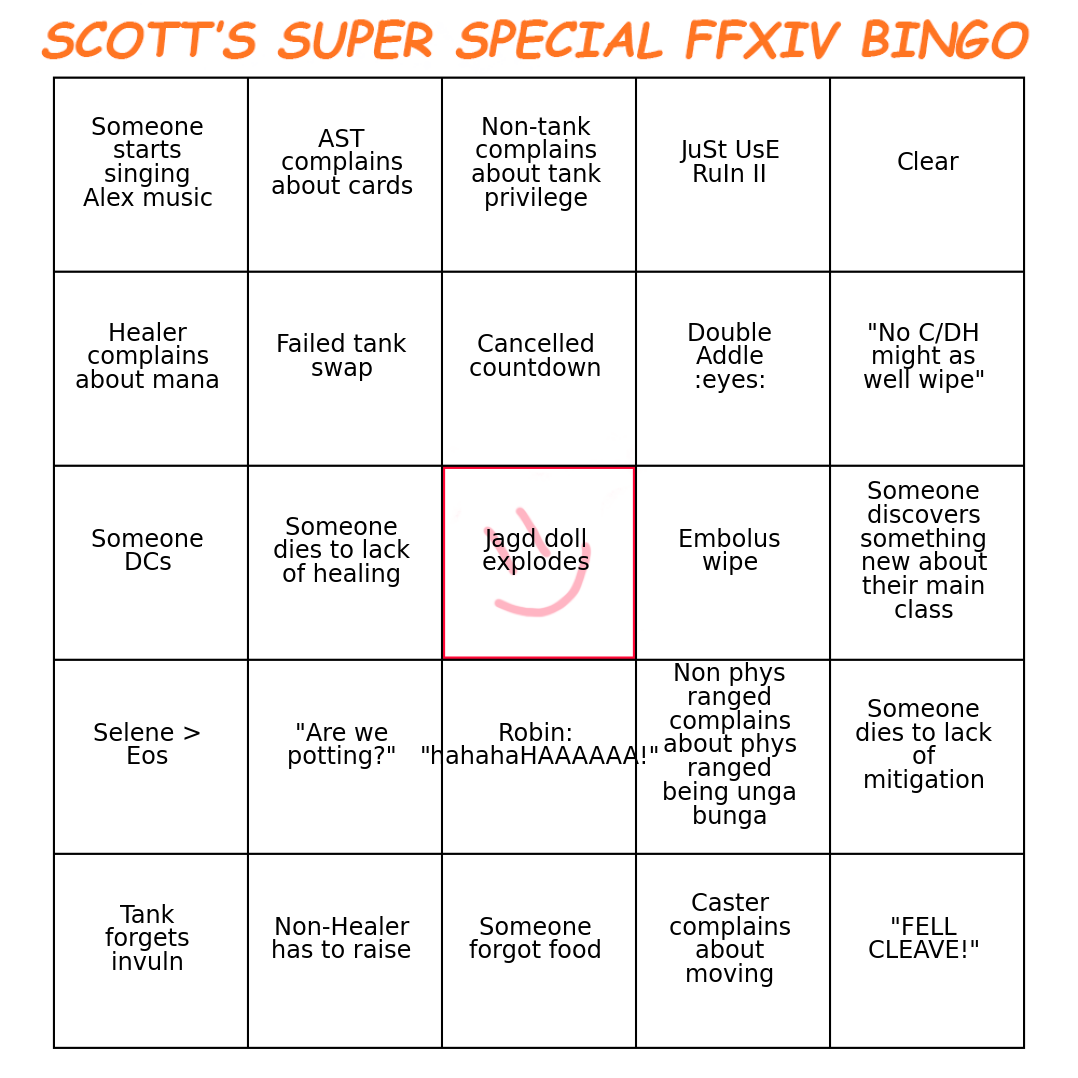 SCOTT'S SUPER SPECIAL FFXIV BINGO
Someone
starts
singing
Alex music
AST
complains
about cards
Non-tank
complains
about tank
privilege
JuSt UsE
RuIn II
Clear
Healer
complains
about mana
Failed tank
swap
Cancelled
countdown
Double
Addle
:eyes:
"No C/DH
might as
well wipe"
Someone
DCs
Someone
dies to lack
of healing
Jagd doll
explodes
Embolus
wipe
Someone
discovers
something
new about
their main
class
Selene >
Eos
"Are we
potting?"
Robin:
"hahahaHAAAAAA!"
Non phys
ranged
complains
about phys
ranged
being unga
bunga
Someone
dies to lack
of
mitigation
Tank
forgets
invuln
Non-Healer
has to raise
Someone
forgot food
Caster
complains
about
moving
"FELL
CLEAVE!"